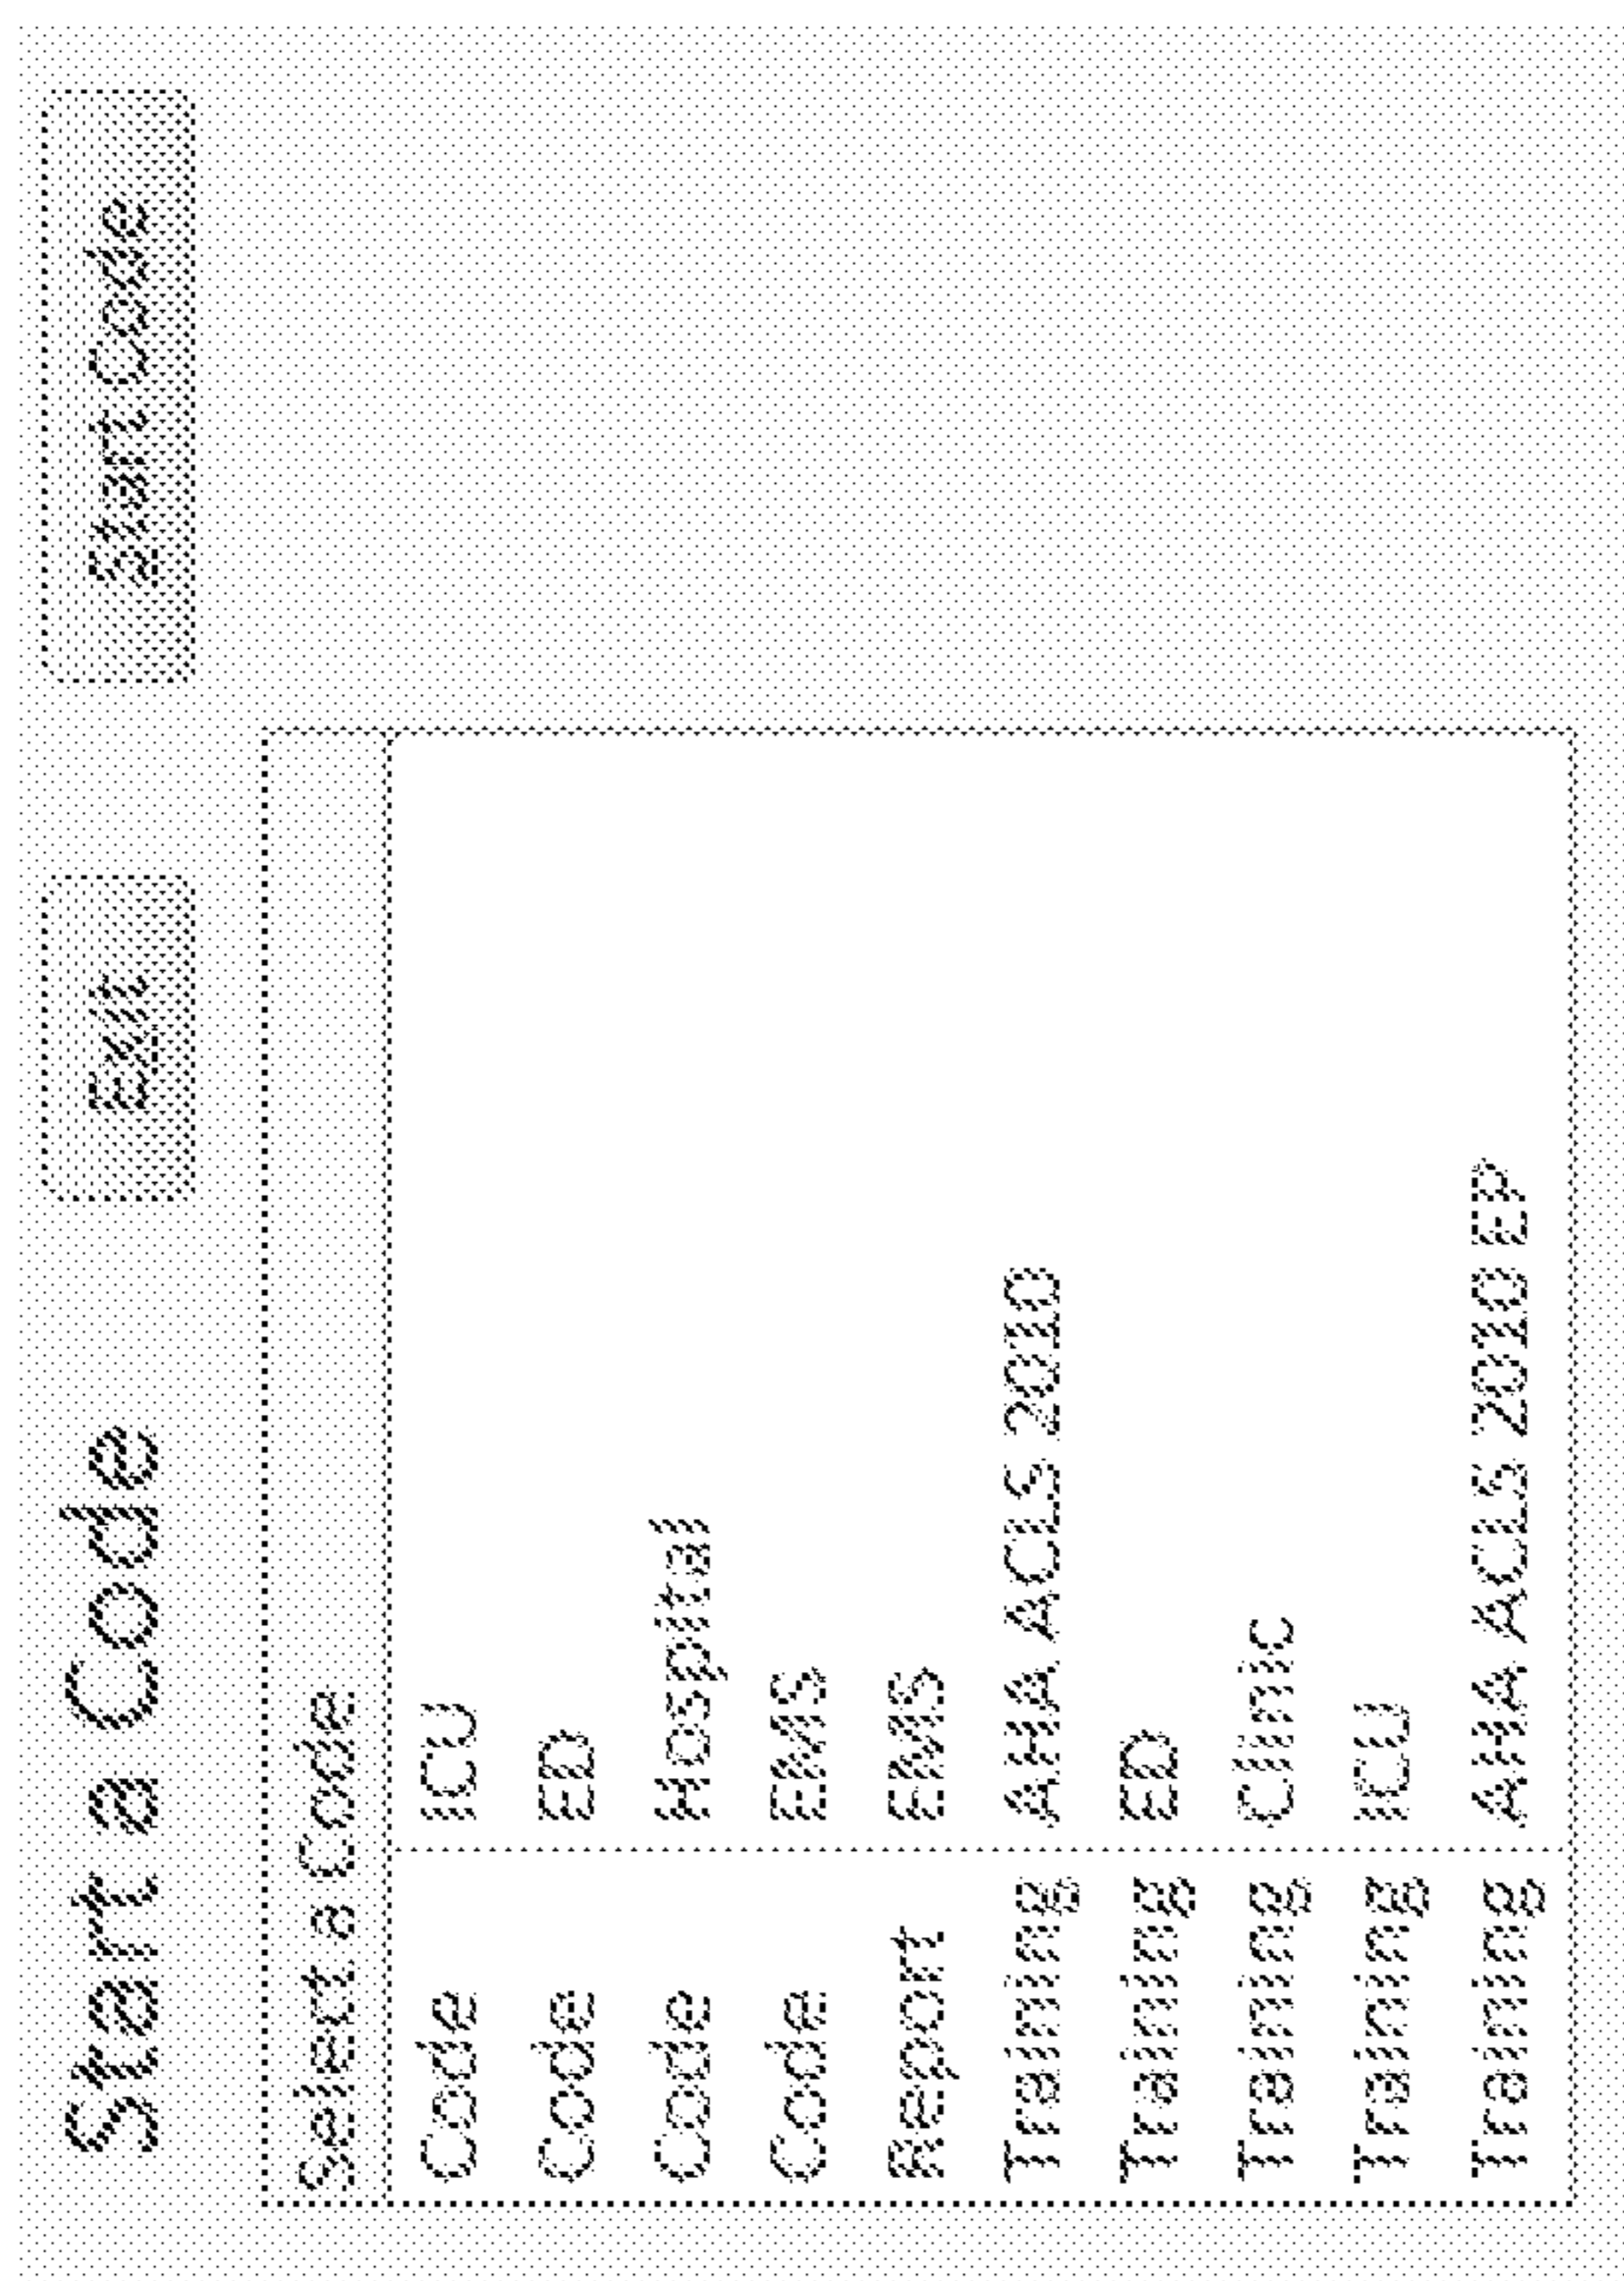 Start a Code Exit Start Code
Select a Code
Code ICU
Code ED
Code Hospital
Code EMS
Report EMS
Training AHA ACLS 2010
Training ED
Training Clinic
Training ICU
Training AHA ACLS 2010 EP